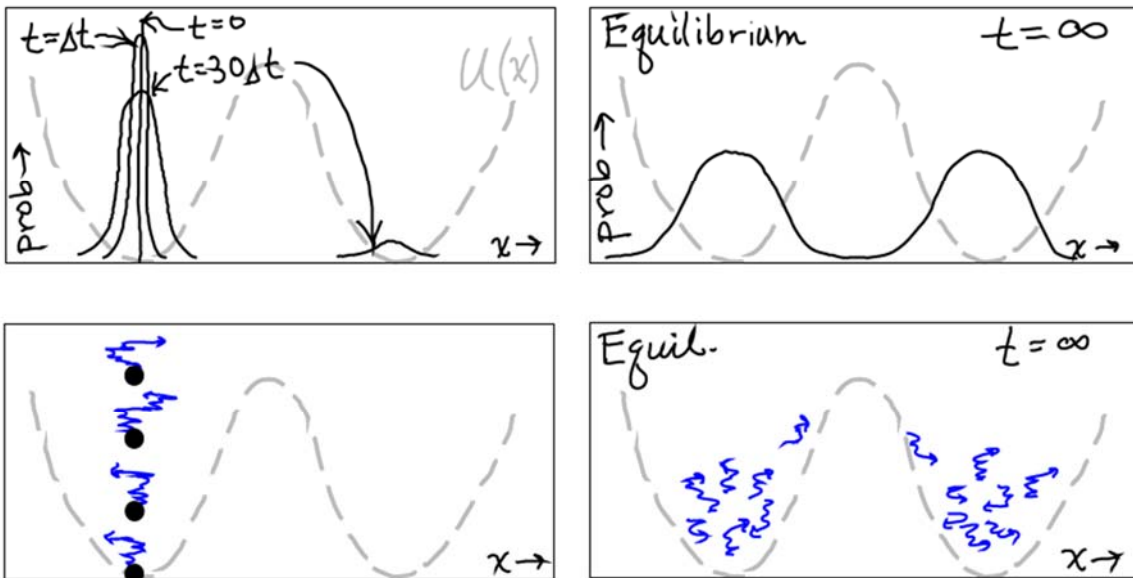 t=0
t=Δt
t=30Δt
U(x)
Prob→
x→
Equilibrium t=∞
Prob→
x→
x→
Equil. t=∞
x→